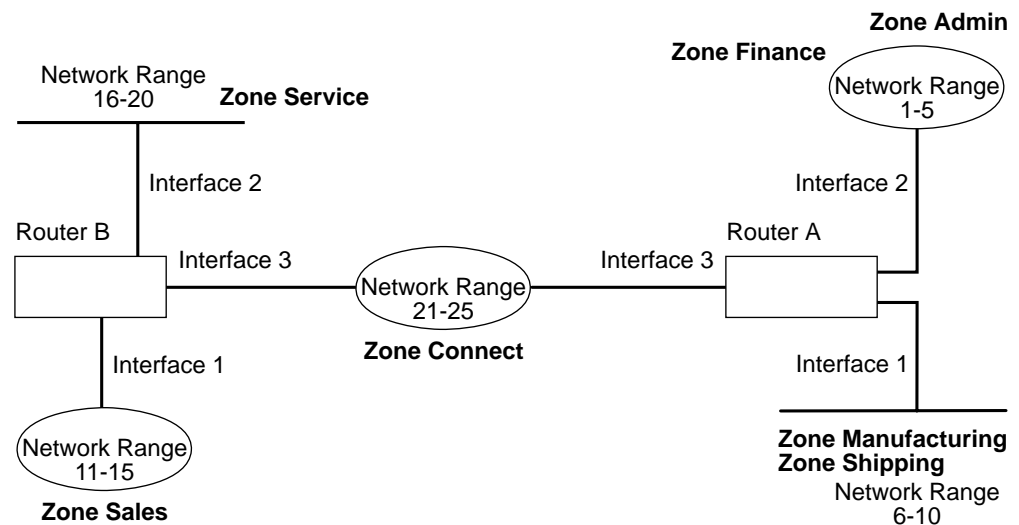 Zone Admin
Zone Finance
Network Range
1-5
Network Range
16-20
Zone Service
Interface 2
Interface 2
Router B
Router A
Interface 3
Interface 3
Network Range
21-25
Zone Connect
Interface 1
Interface 1
Network Range
11-15
Zone Sales
Zone Manufacturing
Zone Shipping
Network Range
6-10